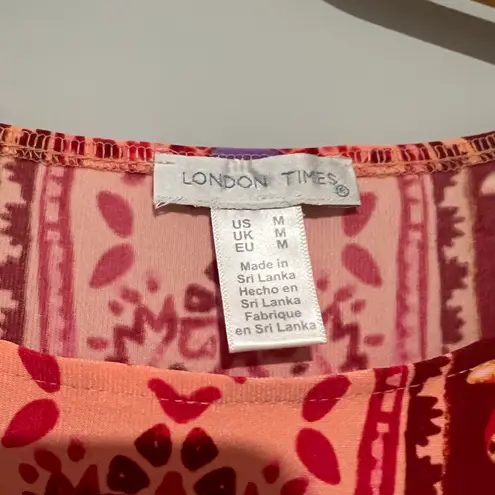 LONDON TIMES®
US M
UK M
EU M
Made in
Sri Lanka
Hecho en
Sri Lanka
Fabrique
en Sri Lanka